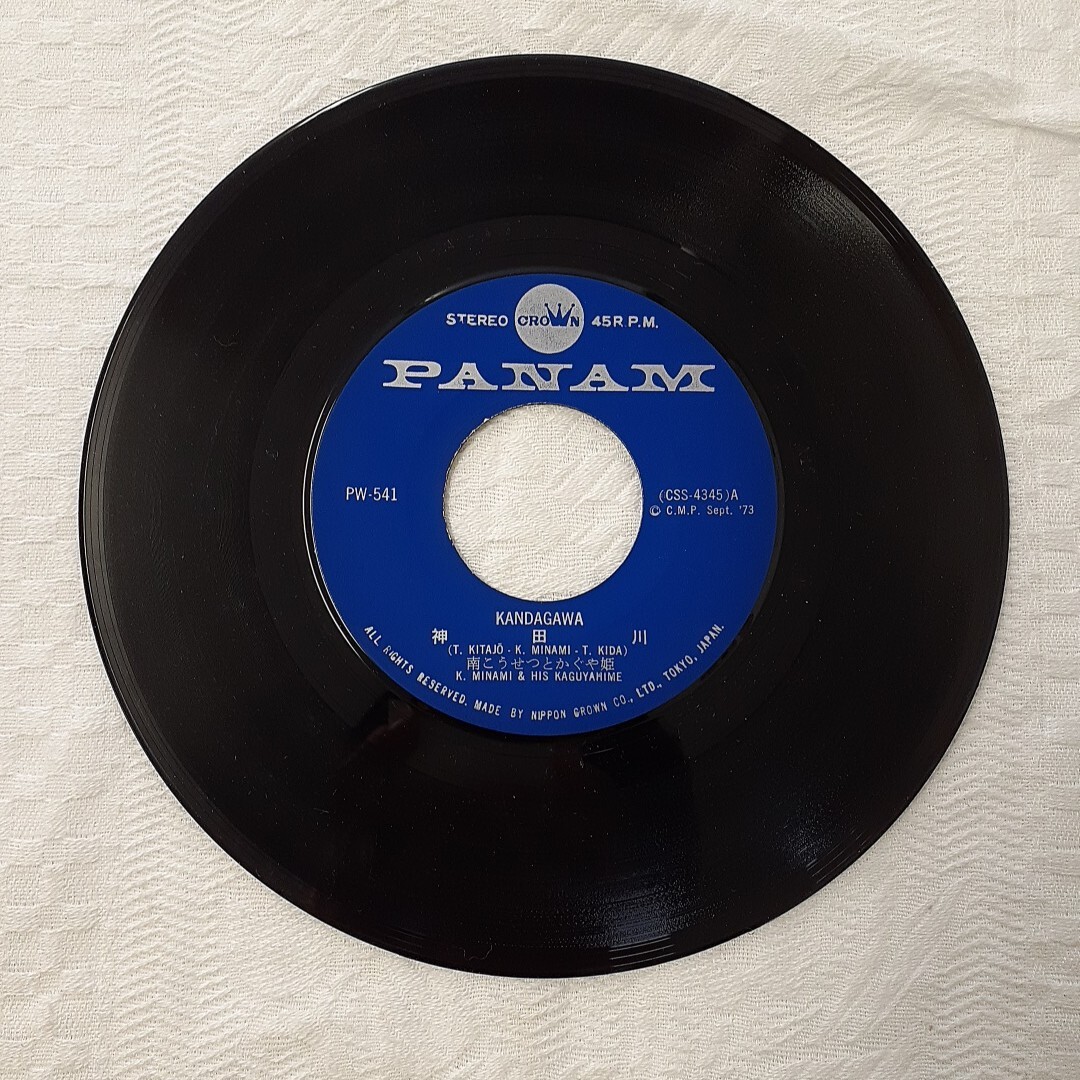 STEREO CROWN 45R.P.M.
PANAM
PW-541
(CSS-4345)A
© C.M.P. Sept. '73
KANDAGAWA
神田川
(T. KITAJŌ - K. MINAMI - T. KIDA)
南こうせつとかぐや姫
K. MINAMI & HIS KAGUYAHIME
ALL RIGHTS RESERVED. MADE BY NIPPON CROWN CO., LTD., TOKYO, JAPAN.